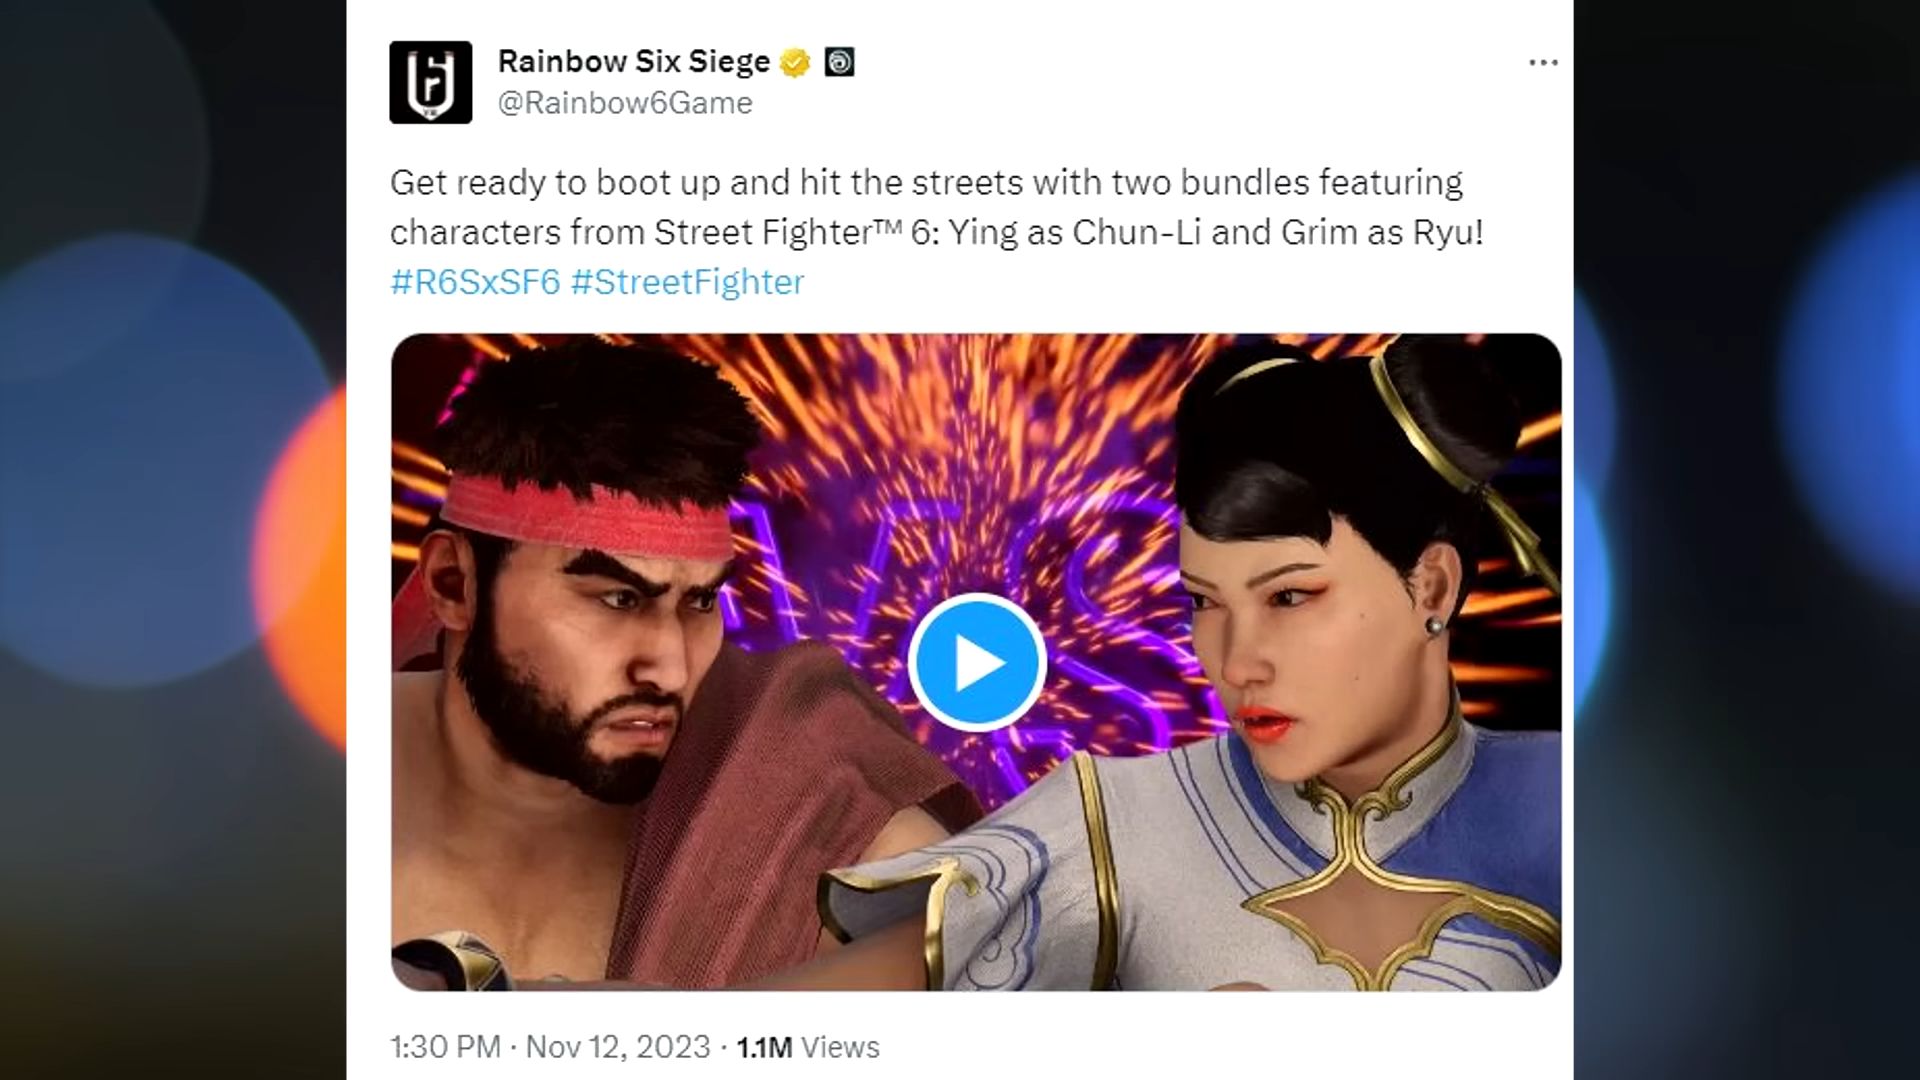 Rainbow Six Siege
@Rainbow6Game
Get ready to boot up and hit the streets with two bundles featuring
characters from Street Fighter™ 6: Ying as Chun-Li and Grim as Ryu!
#R6SxSF6 #StreetFighter
VS
1:30 PM · Nov 12, 2023 · 1.1M Views